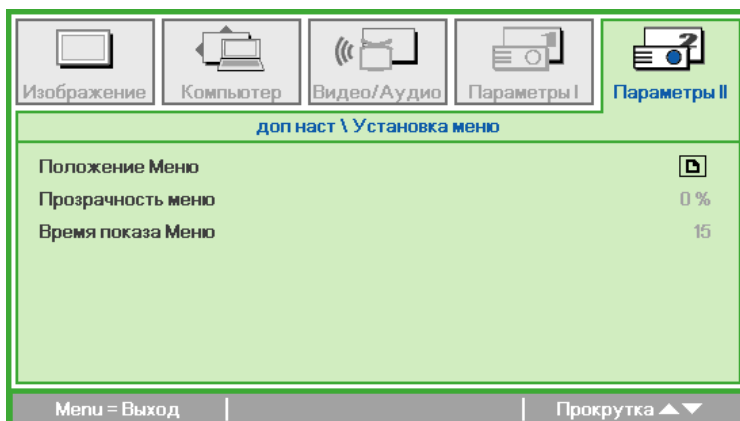 Изображение
Компьютер
Видео/Аудио
Параметры I
Параметры II
доп наст \ Установка меню
Положение Меню
Прозрачность меню 0 %
Время показа Меню 15
Menu = Выход Прокрутка ▲▼